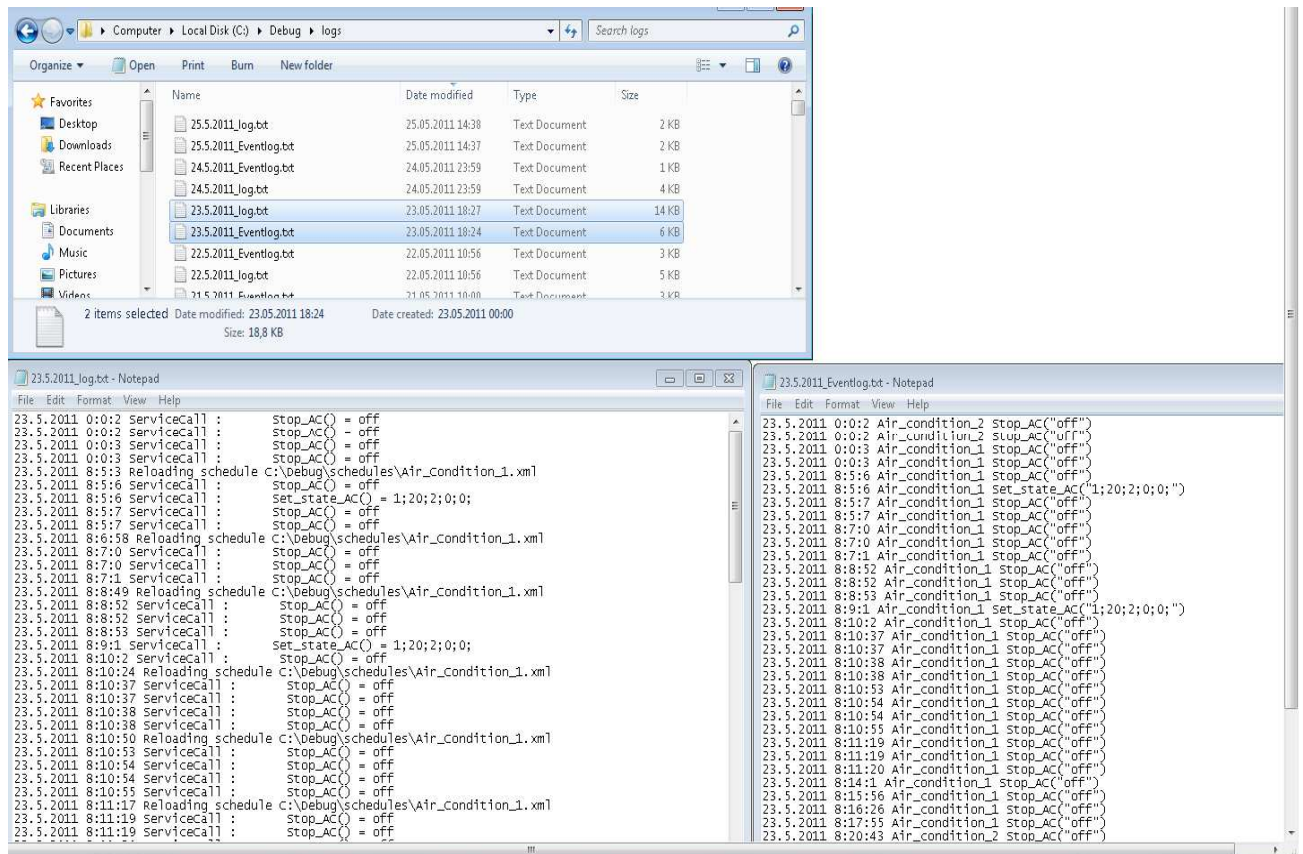 Computer ▸ Local Disk (C:) ▸ Debug ▸ logs
Search logs
Organize Open Print Burn New folder
Favorites
Desktop
Downloads
Recent Places
Libraries
Documents
Music
Pictures
Videos
Name Date modified Type Size
25.5.2011_log.txt 25.05.2011 14:38 Text Document 2 KB
25.5.2011_Eventlog.txt 25.05.2011 14:37 Text Document 2 KB
24.5.2011_Eventlog.txt 24.05.2011 23:59 Text Document 1 KB
24.5.2011_log.txt 24.05.2011 23:59 Text Document 4 KB
23.5.2011_log.txt 23.05.2011 18:27 Text Document 14 KB
23.5.2011_Eventlog.txt 23.05.2011 18:24 Text Document 6 KB
22.5.2011_Eventlog.txt 22.05.2011 10:56 Text Document 3 KB
22.5.2011_log.txt 22.05.2011 10:56 Text Document 5 KB
21.5.2011_Eventlog.txt 21.05.2011 10:00 Text Document 3 KB
2 items selected Date modified: 23.05.2011 18:24 Date created: 23.05.2011 00:00
Size: 18,8 KB
23.5.2011_log.txt - Notepad
File Edit Format View Help
23.5.2011 0:0:2 ServiceCall : Stop_AC() = off
23.5.2011 0:0:2 ServiceCall : Stop_AC() = off
23.5.2011 0:0:3 ServiceCall : Stop_AC() = off
23.5.2011 0:0:3 ServiceCall : Stop_AC() = off
23.5.2011 8:5:3 Reloading schedule C:\Debug\schedules\Air_Condition_1.xml
23.5.2011 8:5:6 ServiceCall : Stop_AC() = off
23.5.2011 8:5:6 ServiceCall : Set_state_AC() = 1;20;2;0;0;
23.5.2011 8:5:7 ServiceCall : Stop_AC() = off
23.5.2011 8:5:7 ServiceCall : Stop_AC() = off
23.5.2011 8:6:58 Reloading schedule C:\Debug\schedules\Air_Condition_1.xml
23.5.2011 8:7:0 ServiceCall : Stop_AC() = off
23.5.2011 8:7:0 ServiceCall : Stop_AC() = off
23.5.2011 8:7:1 ServiceCall : Stop_AC() = off
23.5.2011 8:8:49 Reloading schedule C:\Debug\schedules\Air_Condition_1.xml
23.5.2011 8:8:52 ServiceCall : Stop_AC() = off
23.5.2011 8:8:52 ServiceCall : Stop_AC() = off
23.5.2011 8:8:53 ServiceCall : Stop_AC() = off
23.5.2011 8:9:1 ServiceCall : Set_state_AC() = 1;20;2;0;0;
23.5.2011 8:10:2 ServiceCall : Stop_AC() = off
23.5.2011 8:10:24 Reloading schedule C:\Debug\schedules\Air_Condition_1.xml
23.5.2011 8:10:37 ServiceCall : Stop_AC() = off
23.5.2011 8:10:37 ServiceCall : Stop_AC() = off
23.5.2011 8:10:38 ServiceCall : Stop_AC() = off
23.5.2011 8:10:38 ServiceCall : Stop_AC() = off
23.5.2011 8:10:50 Reloading schedule C:\Debug\schedules\Air_Condition_1.xml
23.5.2011 8:10:53 ServiceCall : Stop_AC() = off
23.5.2011 8:10:54 ServiceCall : Stop_AC() = off
23.5.2011 8:10:54 ServiceCall : Stop_AC() = off
23.5.2011 8:10:55 ServiceCall : Stop_AC() = off
23.5.2011 8:11:17 Reloading schedule C:\Debug\schedules\Air_Condition_1.xml
23.5.2011 8:11:19 ServiceCall : Stop_AC() = off
23.5.2011 8:11:19 ServiceCall : Stop_AC() = off
23.5.2011_Eventlog.txt - Notepad
File Edit Format View Help
23.5.2011 0:0:2 Air_condition_2 Stop_AC("off")
23.5.2011 0:0:2 Air_condition_2 Stop_AC("off")
23.5.2011 0:0:3 Air_condition_1 Stop_AC("off")
23.5.2011 0:0:3 Air_condition_1 Stop_AC("off")
23.5.2011 8:5:6 Air_condition_1 Stop_AC("off")
23.5.2011 8:5:6 Air_condition_1 Set_state_AC("1;20;2;0;0;")
23.5.2011 8:5:7 Air_condition_1 Stop_AC("off")
23.5.2011 8:5:7 Air_condition_1 Stop_AC("off")
23.5.2011 8:7:0 Air_condition_1 Stop_AC("off")
23.5.2011 8:7:0 Air_condition_1 Stop_AC("off")
23.5.2011 8:7:1 Air_condition_1 Stop_AC("off")
23.5.2011 8:8:52 Air_condition_1 Stop_AC("off")
23.5.2011 8:8:52 Air_condition_1 Stop_AC("off")
23.5.2011 8:8:53 Air_condition_1 Stop_AC("off")
23.5.2011 8:9:1 Air_condition_1 Set_state_AC("1;20;2;0;0;")
23.5.2011 8:10:2 Air_condition_1 Stop_AC("off")
23.5.2011 8:10:37 Air_condition_1 Stop_AC("off")
23.5.2011 8:10:37 Air_condition_1 Stop_AC("off")
23.5.2011 8:10:38 Air_condition_1 Stop_AC("off")
23.5.2011 8:10:38 Air_condition_1 Stop_AC("off")
23.5.2011 8:10:53 Air_condition_1 Stop_AC("off")
23.5.2011 8:10:54 Air_condition_1 Stop_AC("off")
23.5.2011 8:10:54 Air_condition_1 Stop_AC("off")
23.5.2011 8:10:55 Air_condition_1 Stop_AC("off")
23.5.2011 8:11:19 Air_condition_1 Stop_AC("off")
23.5.2011 8:11:19 Air_condition_1 Stop_AC("off")
23.5.2011 8:11:20 Air_condition_1 Stop_AC("off")
23.5.2011 8:14:1 Air_condition_1 Stop_AC("off")
23.5.2011 8:15:56 Air_condition_1 Stop_AC("off")
23.5.2011 8:16:26 Air_condition_1 Stop_AC("off")
23.5.2011 8:17:55 Air_condition_1 Stop_AC("off")
23.5.2011 8:20:43 Air_condition_2 Stop_AC("off")